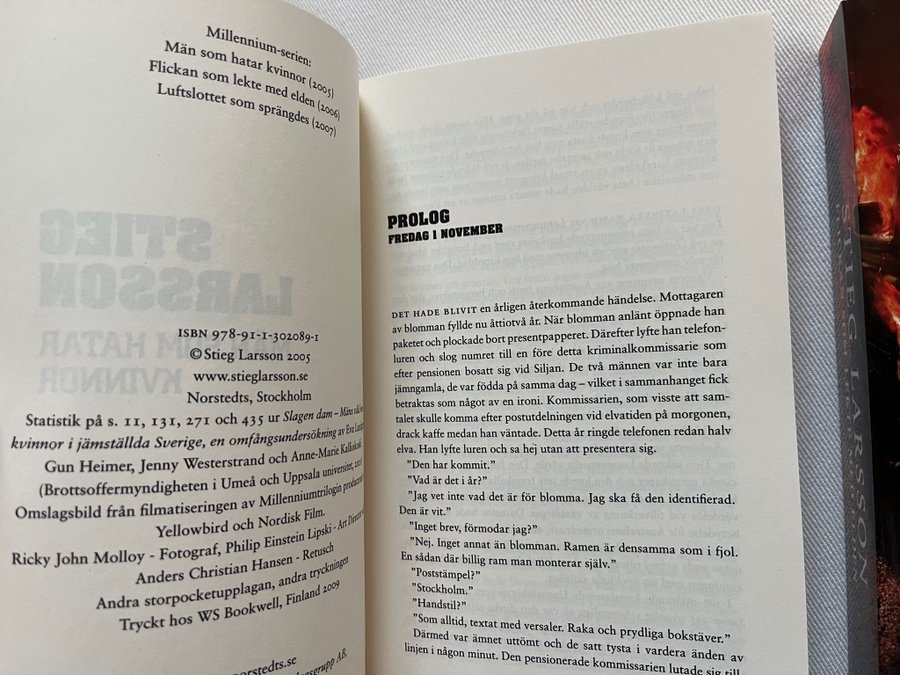 Millennium-serien:
Män som hatar kvinnor (2005)
Flickan som lekte med elden (2006)
Luftslottet som sprängdes (2007)
STIEG
LARSSON
MÄN SOM HATAR
KVINNOR
ISBN 978-91-1-302089-1
© Stieg Larsson 2005
www.stieglarsson.se
Norstedts, Stockholm
Statistik på s. 11, 131, 271 och 435 ur Slagen dam – Mäns våld mot
kvinnor i jämställda Sverige, en omfångsundersökning av Eva
Gun Heimer, Jenny Westerstrand och Anne-Marie Kalliokoski
(Brottsoffermyndigheten i Umeå och Uppsala universitet,
Omslagsbild från filmatiseringen av Millenniumtrilogin
Yellowbird och Nordisk Film.
Ricky John Molloy - Fotograf, Philip Einstein Lipski - Art Director
Anders Christian Hansen - Retusch
Andra storpocketupplagan, andra tryckningen
Tryckt hos WS Bookwell, Finland 2009
norstedts.se
AB,
PROLOG
FREDAG 1 NOVEMBER
DET HADE BLIVIT en årligen återkommande händelse. Mottagaren
av blomman fyllde nu åttiotvå år. När blomman anlänt öppnade han
paketet och plockade bort presentpapperet. Därefter lyfte han telefon-
luren och slog numret till en före detta kriminalkommissarie som
efter pensionen bosatt sig vid Siljan. De två männen var inte bara
jämngamla, de var födda på samma dag – vilket i sammanhanget fick
betraktas som något av en ironi. Kommissarien, som visste att sam-
talet skulle komma efter postutdelningen vid elvatiden på morgonen,
drack kaffe medan han väntade. Detta år ringde telefonen redan halv
elva. Han lyfte luren och sa hej utan att presentera sig.
”Den har kommit.”
”Vad är det i år?”
”Jag vet inte vad det är för blomma. Jag ska få den identifierad.
Den är vit.”
”Inget brev, förmodar jag?”
”Nej. Inget annat än blomman. Ramen är densamma som i fjol.
En sådan där billig ram man monterar själv.”
”Poststämpel?”
”Stockholm.”
”Handstil?”
”Som alltid, textat med versaler. Raka och prydliga bokstäver.”
Därmed var ämnet uttömt och de satt tysta i vardera änden av
linjen i någon minut. Den pensionerade kommissarien lutade sig till
STIEG LARSSON